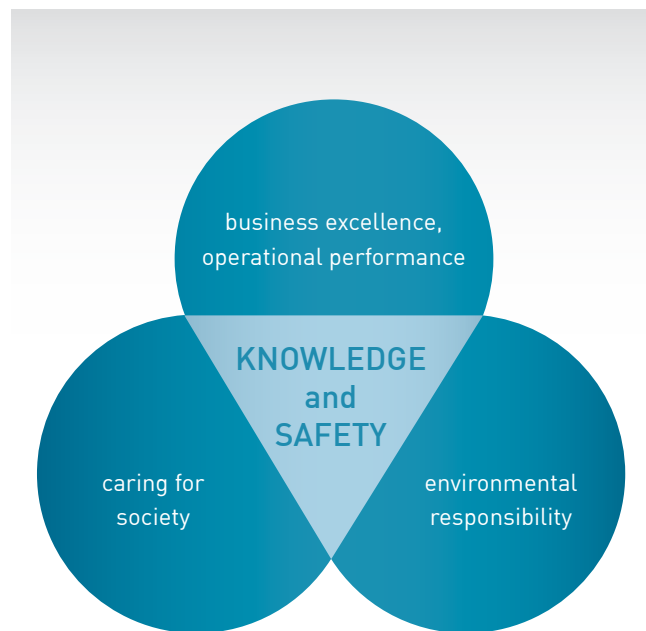 business excellence,
operational performance
KNOWLEDGE
and
SAFETY
caring for
society
environmental
responsibility